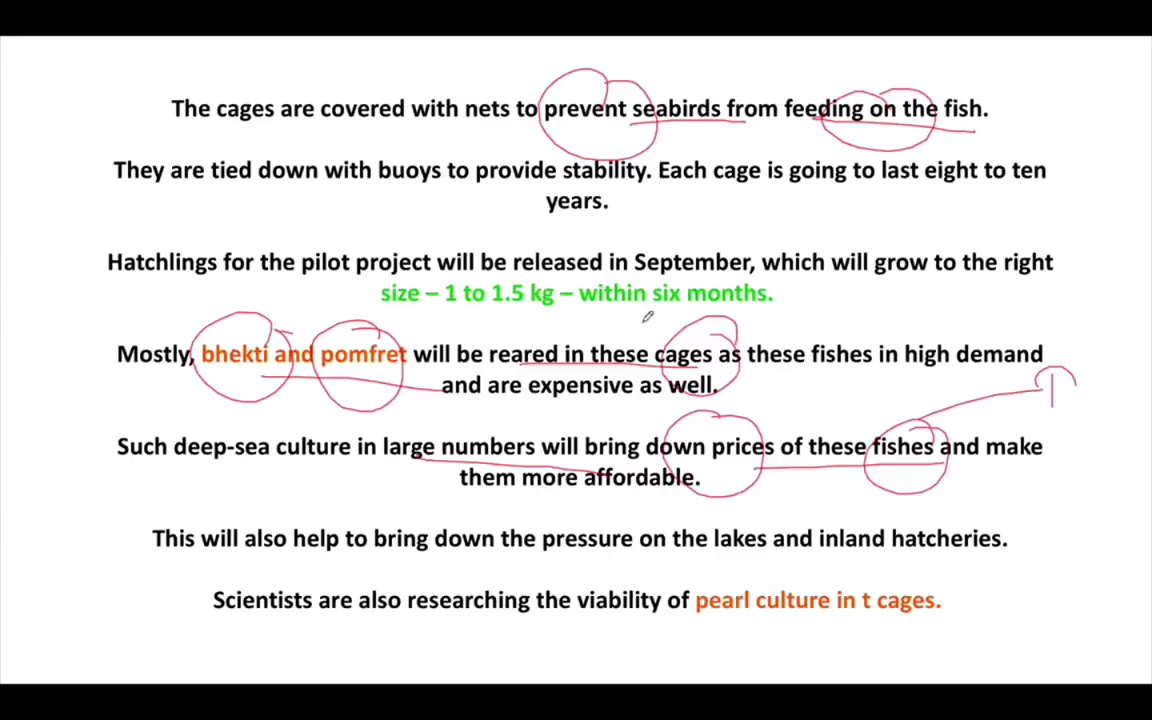 The cages are covered with nets to prevent seabirds from feeding on the fish.
They are tied down with buoys to provide stability. Each cage is going to last eight to ten
years.
Hatchlings for the pilot project will be released in September, which will grow to the right
size – 1 to 1.5 kg – within six months.
Mostly, bhekti and pomfret will be reared in these cages as these fishes in high demand
and are expensive as well.
Such deep-sea culture in large numbers will bring down prices of these fishes and make
them more affordable.
This will also help to bring down the pressure on the lakes and inland hatcheries.
Scientists are also researching the viability of pearl culture in t cages.